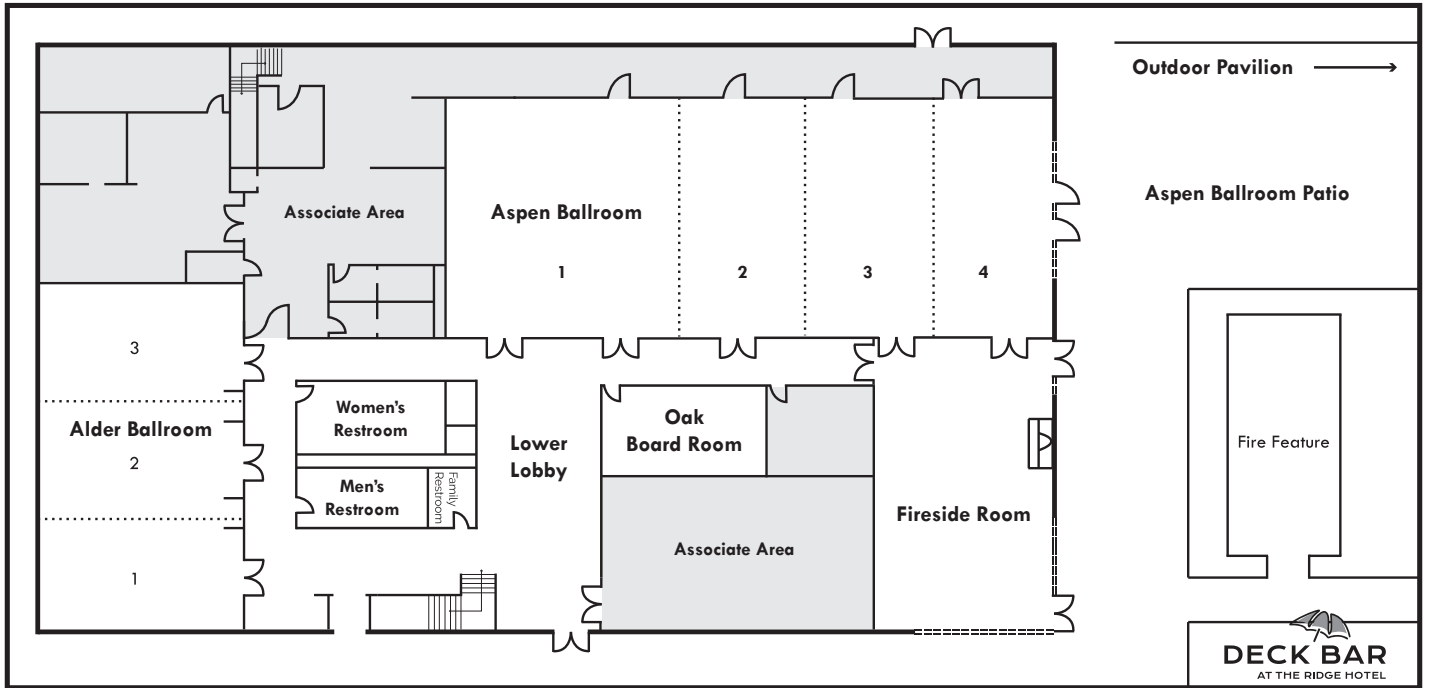 Outdoor Pavilion
Aspen Ballroom Patio
Associate Area
Aspen Ballroom
1
2
3
4
3
Alder Ballroom
2
1
Women's
Restroom
Men's
Restroom
Family
Restroom
Lower
Lobby
Oak
Board Room
Associate Area
Fireside Room
Fire Feature
DECK BAR
AT THE RIDGE HOTEL